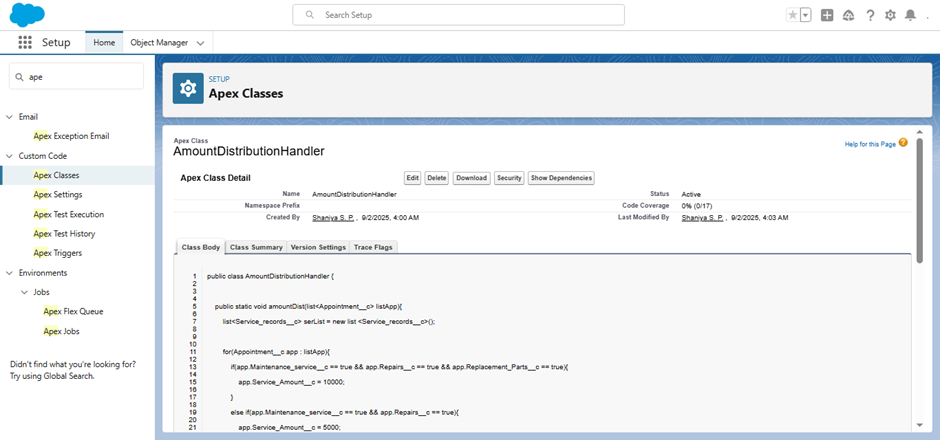 Search Setup
Setup
Home
Object Manager
ape
Email
Apex Exception Email
Custom Code
Apex Classes
Apex Settings
Apex Test Execution
Apex Test History
Apex Triggers
Environments
Jobs
Apex Flex Queue
Apex Jobs
Didn't find what you're looking for?
Try using Global Search.
SETUP
Apex Classes
Apex Class
AmountDistributionHandler
Help for this Page ?
Apex Class Detail
Edit Delete Download Security Show Dependencies
Name AmountDistributionHandler Status Active
Namespace Prefix Code Coverage 0% (0/17)
Created By Shaniya S. P. , 9/2/2025, 4:00 AM Last Modified By Shaniya S. P. , 9/2/2025, 4:03 AM
Class Body Class Summary Version Settings Trace Flags
1 public class AmountDistributionHandler {
2
3
4
5 public static void amountDist(list<Appointment__c> listApp){
6
7 list<Service_records__c> serList = new list <Service_records__c>();
8
9
10
11 for(Appointment__c app : listApp){
12
13 if(app.Maintenance_service__c == true && app.Repairs__c == true && app.Replacement_Parts__c == true){
14
15 app.Service_Amount__c = 10000;
16
17 }
18
19 else if(app.Maintenance_service__c == true && app.Repairs__c == true){
20
21 app.Service_Amount__c = 5000;